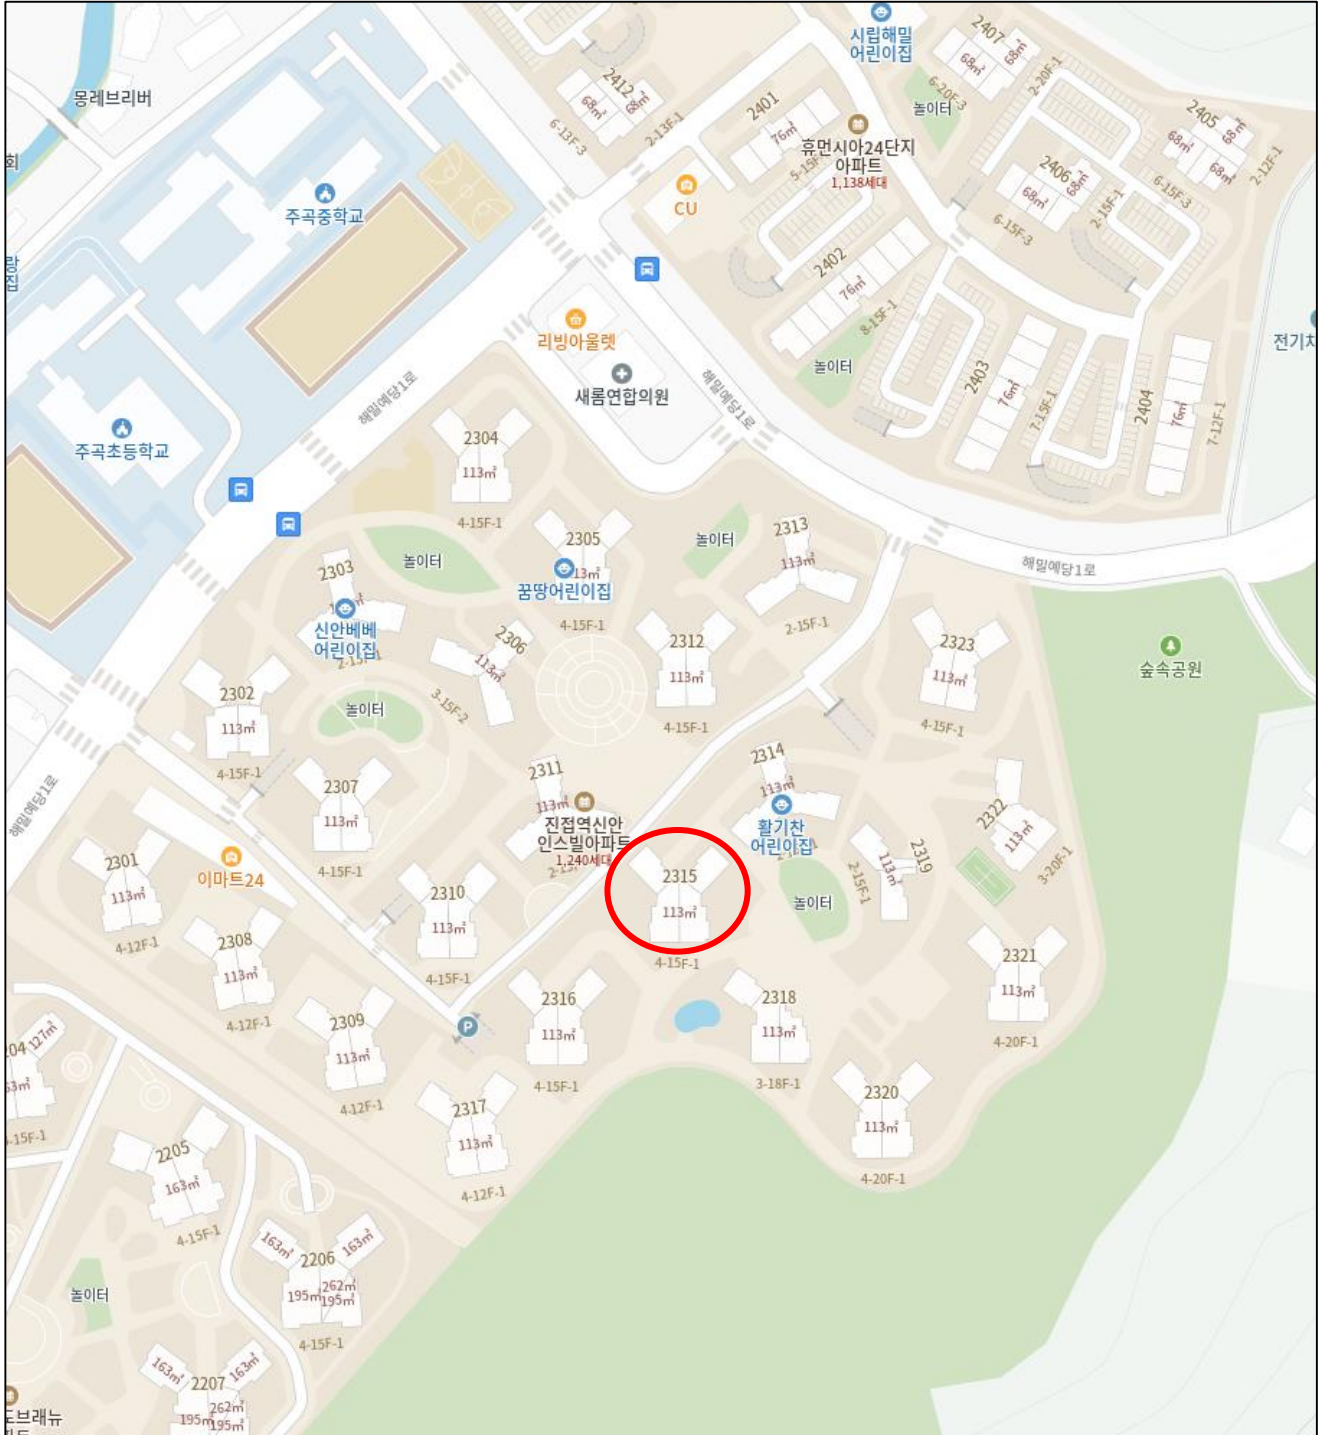 시립해밀
어린이집
2407
68㎡
68㎡
6-20F-3
2-20F-1
놀이터
몽레브리버
2412
68㎡
68㎡
6-13F-3
2-13F-1
2401
76㎡
휴먼시아24단지
아파트
1,138세대
2405
68㎡
68㎡
68㎡
6-15F-3
2-12F-1
2406
68㎡
68㎡
6-15F-3
2-15F-1
회
주곡중학교
CU
2402
76㎡
8-15F-1
리빙아울렛
새롬연합의원
해밀예당1로
해밀예당1로
놀이터
2403
76㎡
7-15F-1
2404
76㎡
7-12F-1
전기차
주곡초등학교
2304
113㎡
4-15F-1
놀이터
2305
꿈땅어린이집
4-15F-1
놀이터
2313
113㎡
2-15F-1
해밀예당1로
2303
신안베베
어린이집
2306
113㎡
3-15F-2
2312
113㎡
4-15F-1
2323
113㎡
4-15F-1
숲속공원
2302
113㎡
4-15F-1
놀이터
해밀예당1로
2307
113㎡
4-15F-1
2311
113㎡
진접역신안
인스빌아파트
1,240세대
2314
113㎡
활기찬
어린이집
2322
113㎡
3-20F-1
2319
113㎡
2-15F-1
2301
113㎡
4-12F-1
이마트24
2310
113㎡
4-15F-1
2315
113㎡
4-15F-1
놀이터
2308
113㎡
4-12F-1
2321
113㎡
4-20F-1
2309
113㎡
4-12F-1
P
2316
113㎡
4-15F-1
2318
113㎡
3-18F-1
127㎡
2317
113㎡
4-12F-1
2320
113㎡
4-20F-1
2205
163㎡
4-15F-1
2206
163㎡
163㎡
262㎡
195㎡
195㎡
4-15F-1
놀이터
2207
163㎡
163㎡
262㎡
195㎡
195㎡